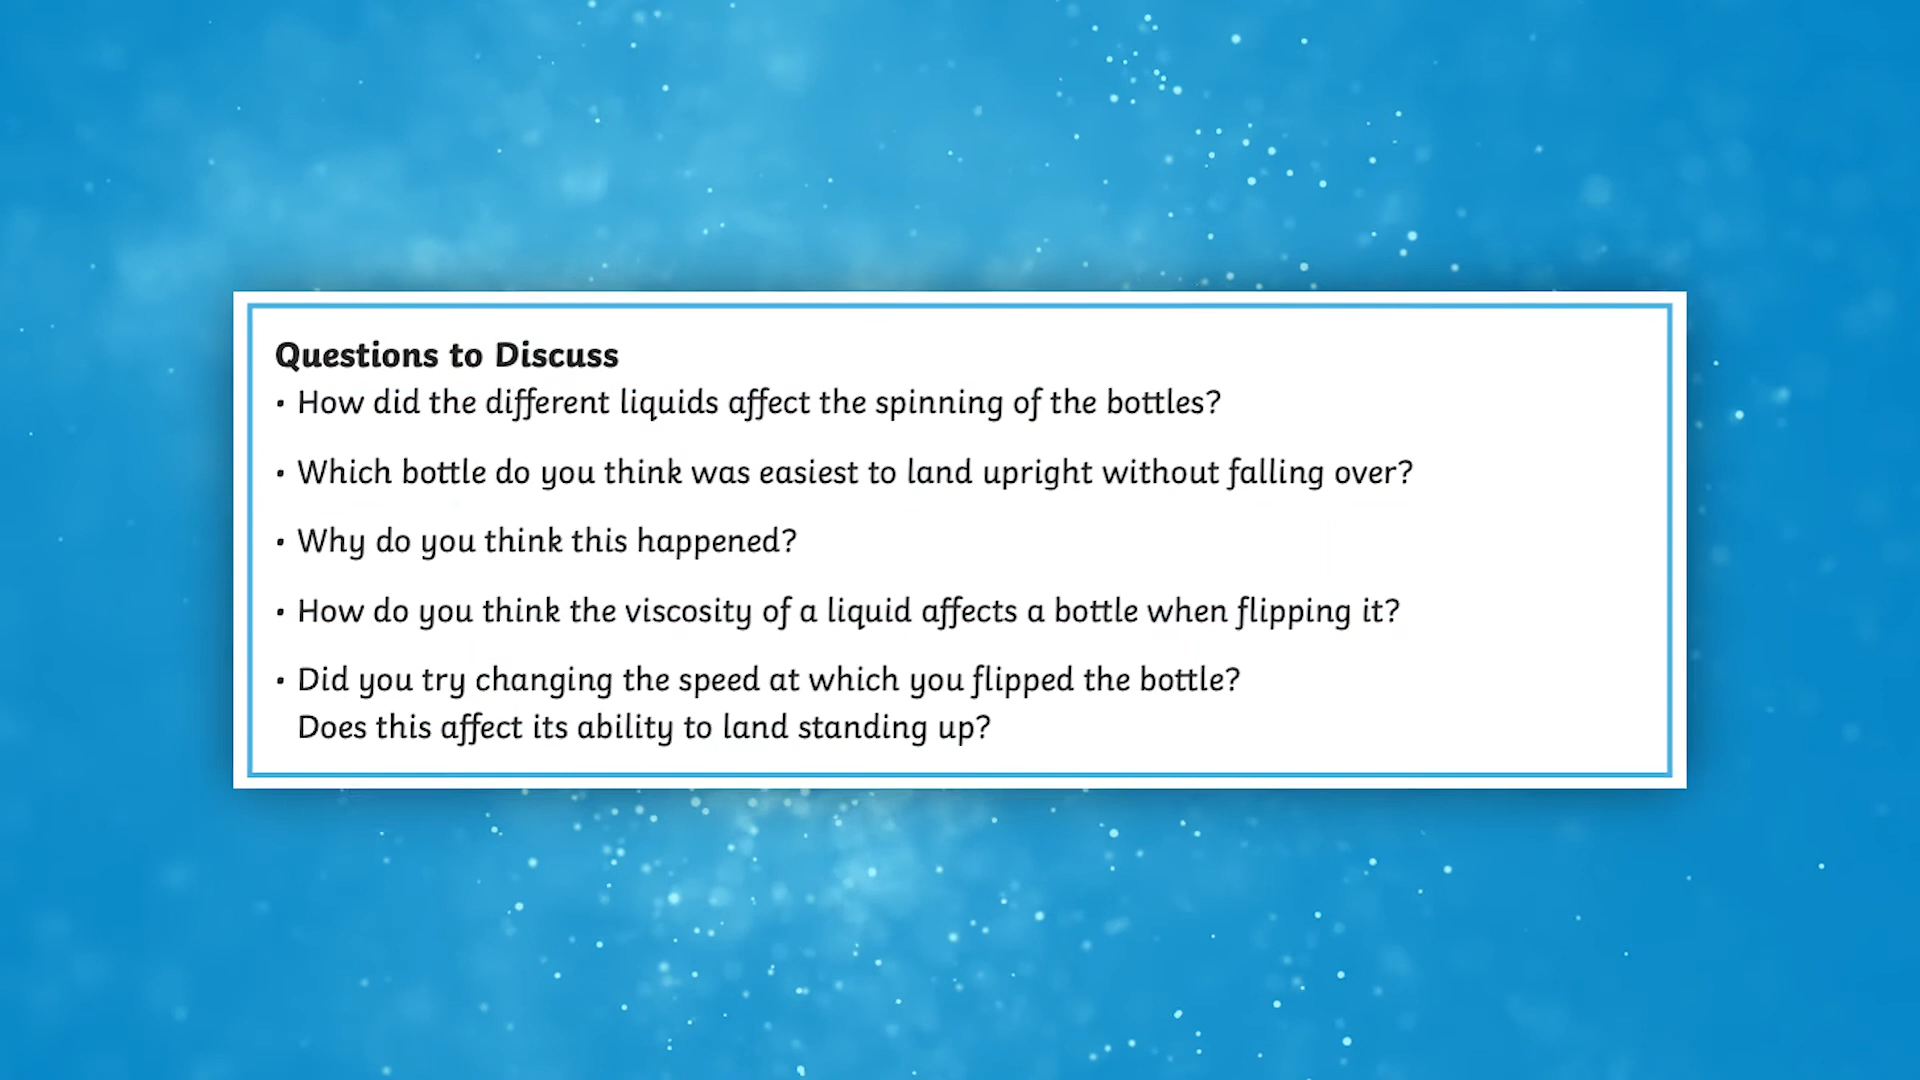 Questions to Discuss
• How did the different liquids affect the spinning of the bottles?
• Which bottle do you think was easiest to land upright without falling over?
• Why do you think this happened?
• How do you think the viscosity of a liquid affects a bottle when flipping it?
• Did you try changing the speed at which you flipped the bottle?
Does this affect its ability to land standing up?